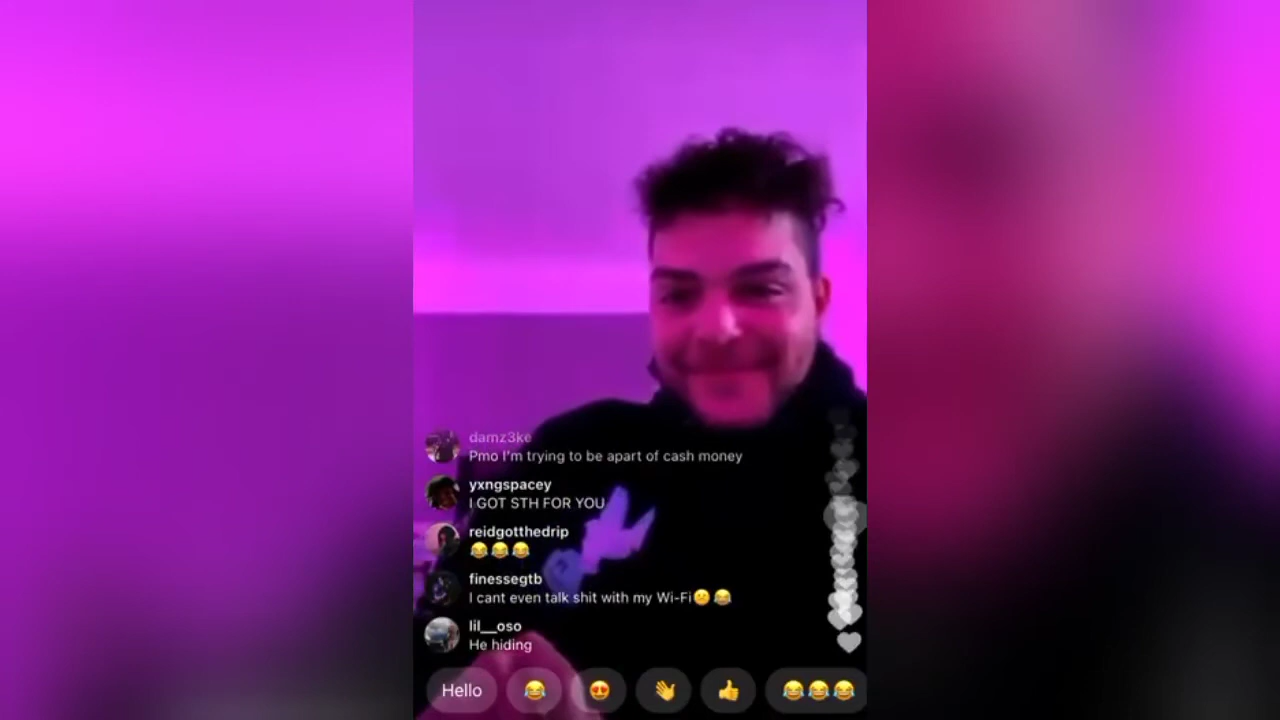 damz3ke
Pmo I'm trying to be apart of cash money
yxngspacey
I GOT STH FOR YOU
reidgotthedrip
😂😂😂
finessegtb
I cant even talk shit with my Wi-Fi😕😂
lil__oso
He hiding
Hello 😂 😍 👋 👍 😂😂😂